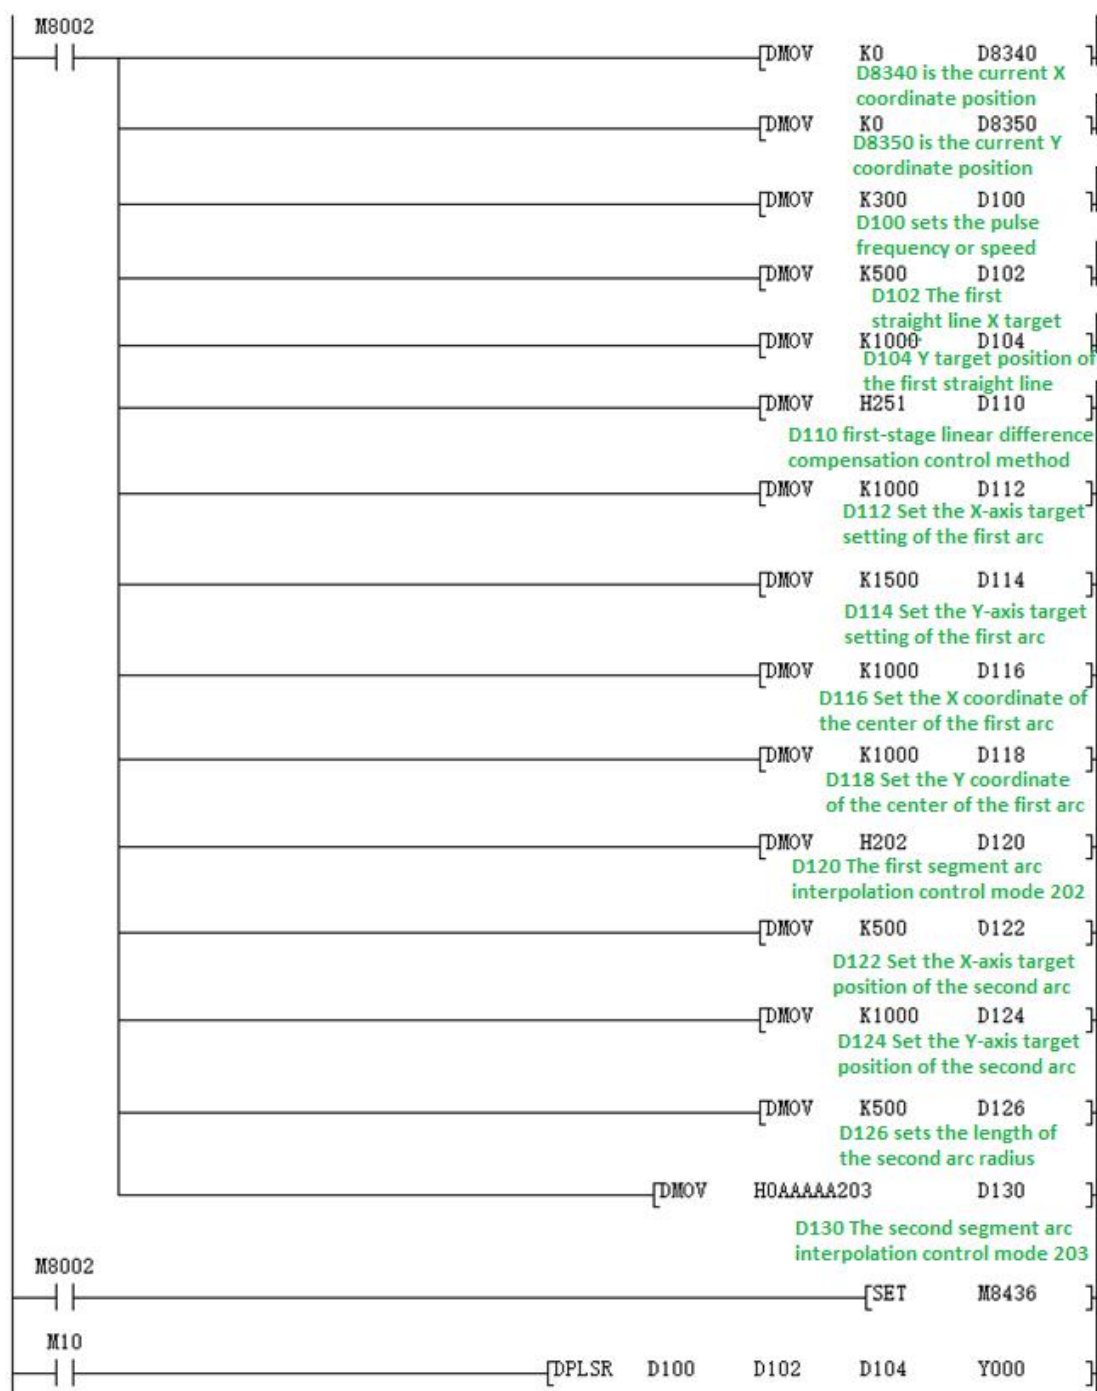 M8002
DMOV K0 D8340
D8340 is the current X
coordinate position
DMOV K0 D8350
D8350 is the current Y
coordinate position
DMOV K300 D100
D100 sets the pulse
frequency or speed
DMOV K500 D102
D102 The first
straight line X target
DMOV K1000 D104
D104 Y target position of
the first straight line
DMOV H251 D110
D110 first-stage linear difference
compensation control method
DMOV K1000 D112
D112 Set the X-axis target
setting of the first arc
DMOV K1500 D114
D114 Set the Y-axis target
setting of the first arc
DMOV K1000 D116
D116 Set the X coordinate of
the center of the first arc
DMOV K1000 D118
D118 Set the Y coordinate
of the center of the first arc
DMOV H202 D120
D120 The first segment arc
interpolation control mode 202
DMOV K500 D122
D122 Set the X-axis target
position of the second arc
DMOV K1000 D124
D124 Set the Y-axis target
position of the second arc
DMOV K500 D126
D126 sets the length of
the second arc radius
DMOV H0AAAAA203 D130
D130 The second segment arc
interpolation control mode 203
M8002
SET M8436
M10
DPLSR D100 D102 D104 Y000